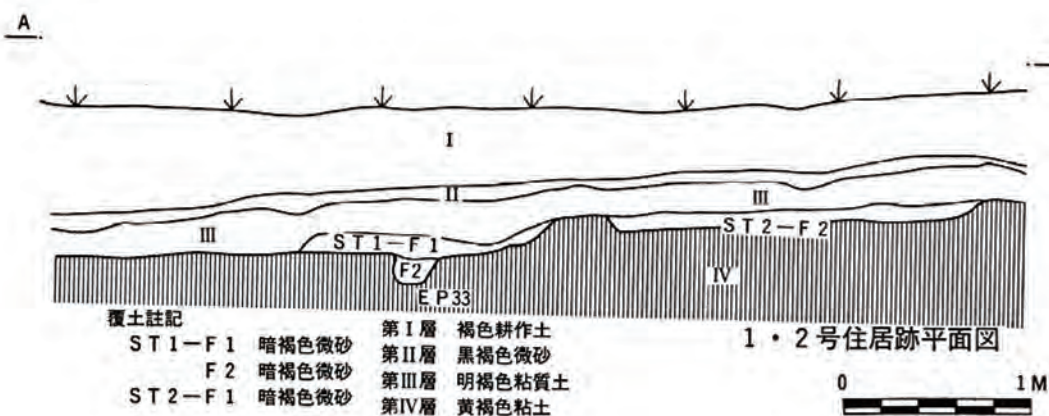 A
I
II
III
III
ST1-F1
ST2-F2
F2
IV
EP33
覆土註記
ST1-F1 暗褐色微砂
F2 暗褐色微砂
ST2-F1 暗褐色微砂
第I層 褐色耕作土
第II層 黒褐色微砂
第III層 明褐色粘質土
第IV層 黄褐色粘土
1・2号住居跡平面図
0 1M